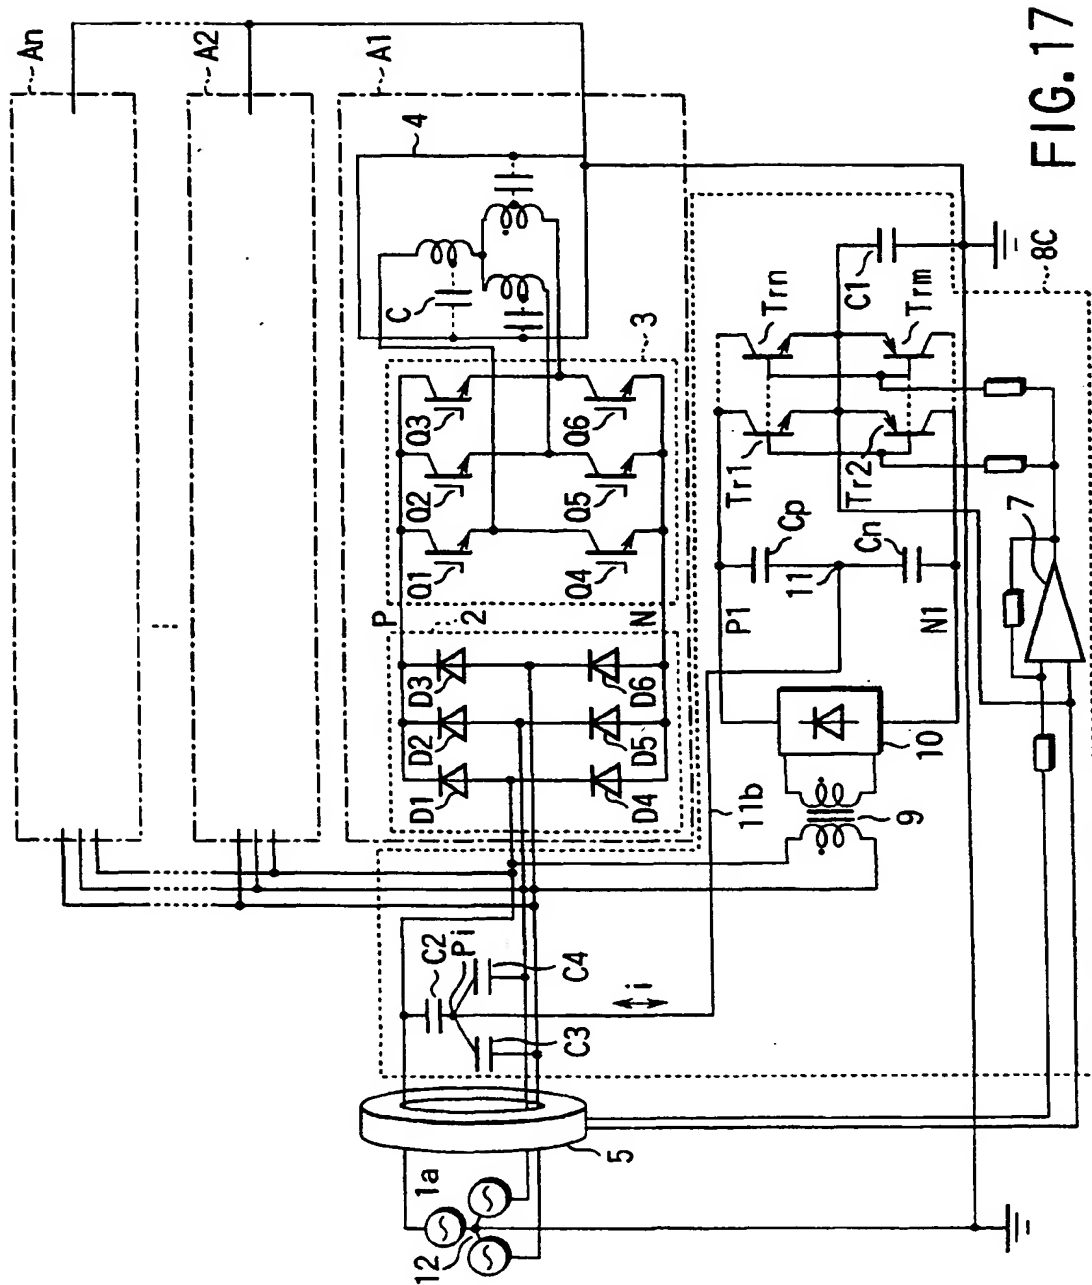 An
A2
A1
4
C
3
Q3
Q2
Q1
Q6
Q5
Q4
P
2
N
D3
D2
D1
D6
D5
D4
C2
Pi
C4
C3
i
11b
9
10
P1
N1
11
Cp
Cn
Tr1
Tr2
Trn
Trm
C1
8C
7
5
1a
12
FIG.17